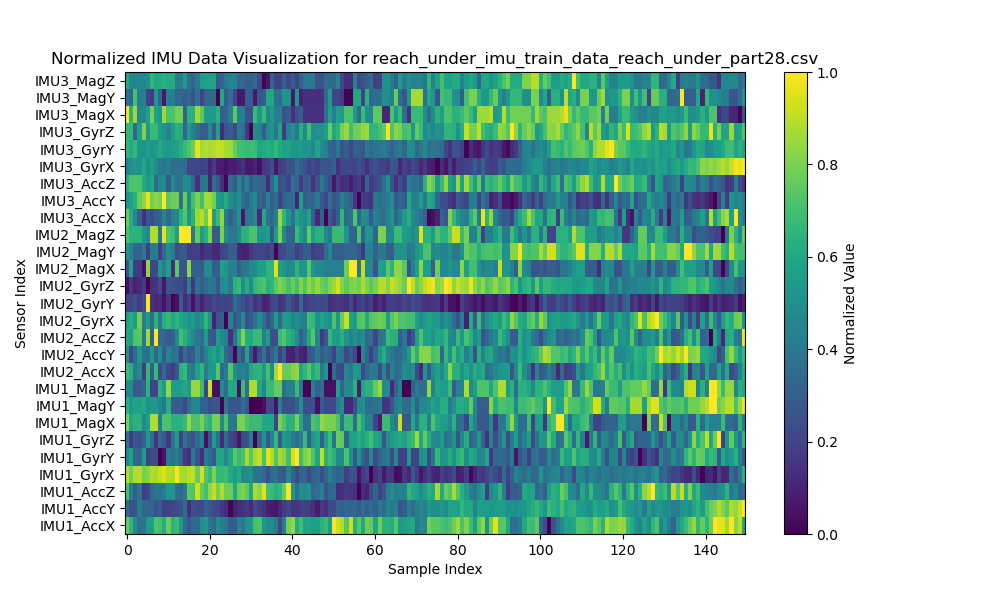 Normalized IMU Data Visualization for reach_under_imu_train_data_reach_under_part28.csv
IMU3_MagZ
IMU3_MagY
IMU3_MagX
IMU3_GyrZ
IMU3_GyrY
IMU3_GyrX
IMU3_AccZ
IMU3_AccY
IMU3_AccX
IMU2_MagZ
IMU2_MagY
IMU2_MagX
IMU2_GyrZ
IMU2_GyrY
IMU2_GyrX
IMU2_AccZ
IMU2_AccY
IMU2_AccX
IMU1_MagZ
IMU1_MagY
IMU1_MagX
IMU1_GyrZ
IMU1_GyrY
IMU1_GyrX
IMU1_AccZ
IMU1_AccY
IMU1_AccX
Sensor Index
0 20 40 60 80 100 120 140
Sample Index
1.0
0.8
0.6
0.4
0.2
0.0
Normalized Value